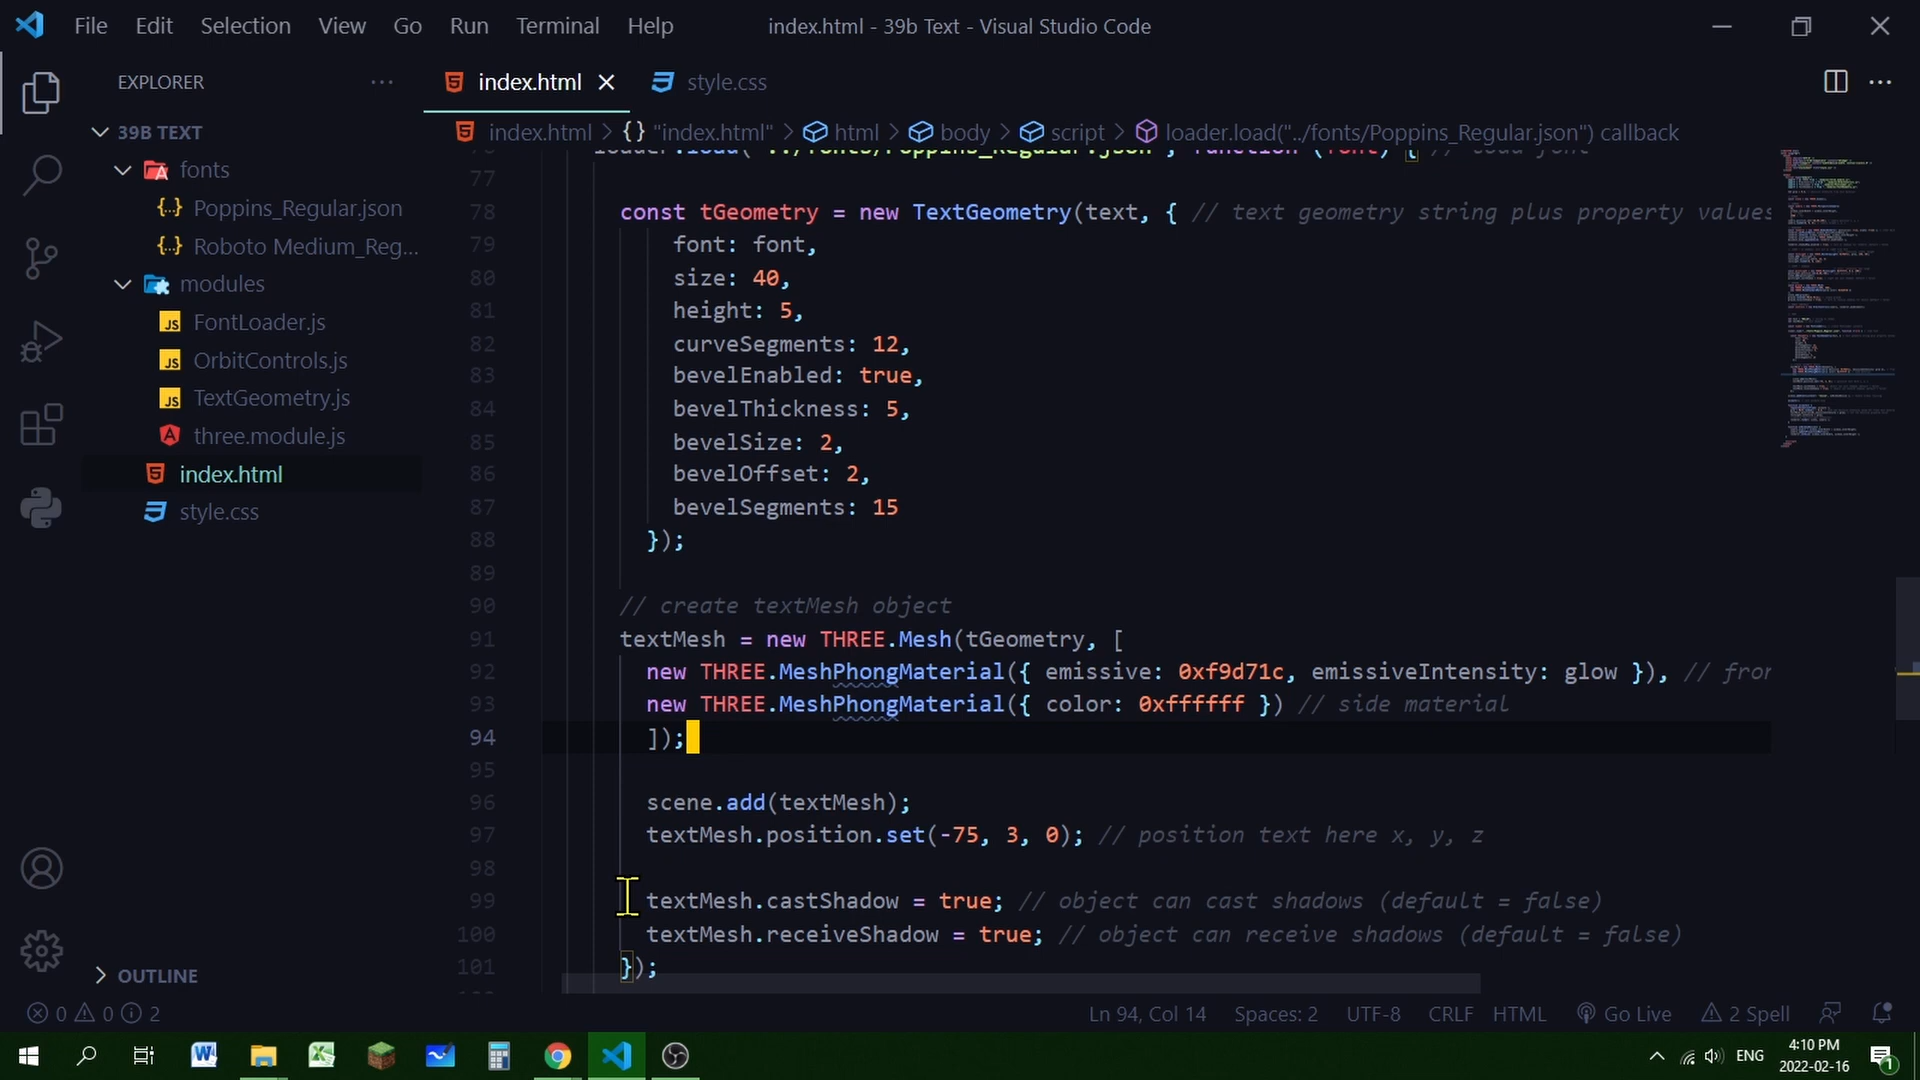 File Edit Selection View Go Run Terminal Help
index.html - 39b Text - Visual Studio Code
EXPLORER
39B TEXT
fonts
Poppins_Regular.json
Roboto Medium_Reg...
modules
FontLoader.js
OrbitControls.js
TextGeometry.js
three.module.js
index.html
style.css
OUTLINE
index.html style.css
index.html > {} "index.html" > html > body > script > loader.load("../fonts/Poppins_Regular.json") callback
77
78 const tGeometry = new TextGeometry(text, { // text geometry string plus property values
79 font: font,
80 size: 40,
81 height: 5,
82 curveSegments: 12,
83 bevelEnabled: true,
84 bevelThickness: 5,
85 bevelSize: 2,
86 bevelOffset: 2,
87 bevelSegments: 15
88 });
89
90 // create textMesh object
91 textMesh = new THREE.Mesh(tGeometry, [
92 new THREE.MeshPhongMaterial({ emissive: 0xf9d71c, emissiveIntensity: glow }), // fron
93 new THREE.MeshPhongMaterial({ color: 0xffffff }) // side material
94 ]);
95
96 scene.add(textMesh);
97 textMesh.position.set(-75, 3, 0); // position text here x, y, z
98
99 textMesh.castShadow = true; // object can cast shadows (default = false)
100 textMesh.receiveShadow = true; // object can receive shadows (default = false)
101 });
0 0 2
Ln 94, Col 14 Spaces: 2 UTF-8 CRLF HTML Go Live 2 Spell
ENG
4:10 PM
2022-02-16
1